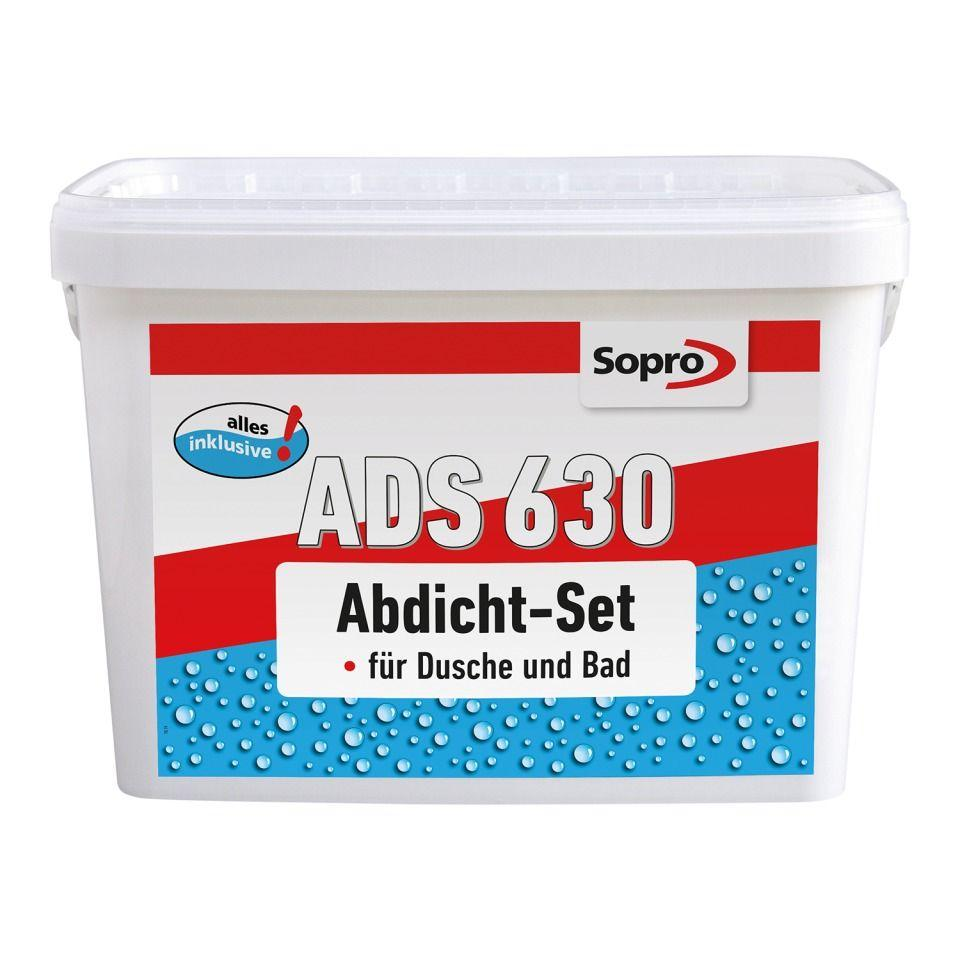 Sopro
alles
inklusive!
ADS 630
Abdicht-Set
• für Dusche und Bad